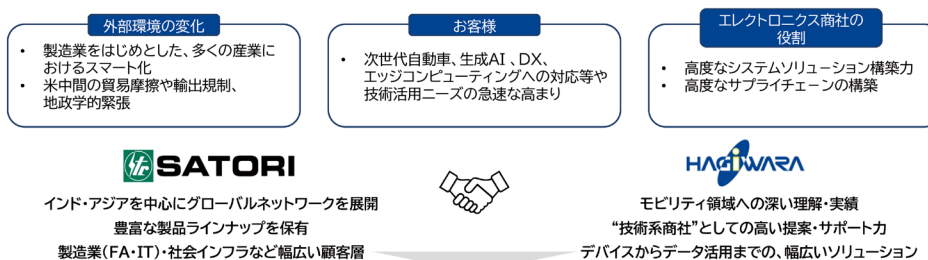 外部環境の変化
• 製造業をはじめとした、多くの産業に
おけるスマート化
• 米中間の貿易摩擦や輸出規制、
地政学的緊張
お客様
• 次世代自動車、生成AI 、DX、
エッジコンピューティングへの対応等や
技術活用ニーズの急速な高まり
エレクトロニクス商社の
役割
• 高度なシステムソリューション構築力
• 高度なサプライチェーンの構築
SATORI
インド・アジアを中心にグローバルネットワークを展開
豊富な製品ラインナップを保有
製造業(FA・IT)・社会インフラなど幅広い顧客層
HAGIWARA
モビリティ領域への深い理解・実績
“技術系商社”としての高い提案・サポート力
デバイスからデータ活用までの、幅広いソリューション